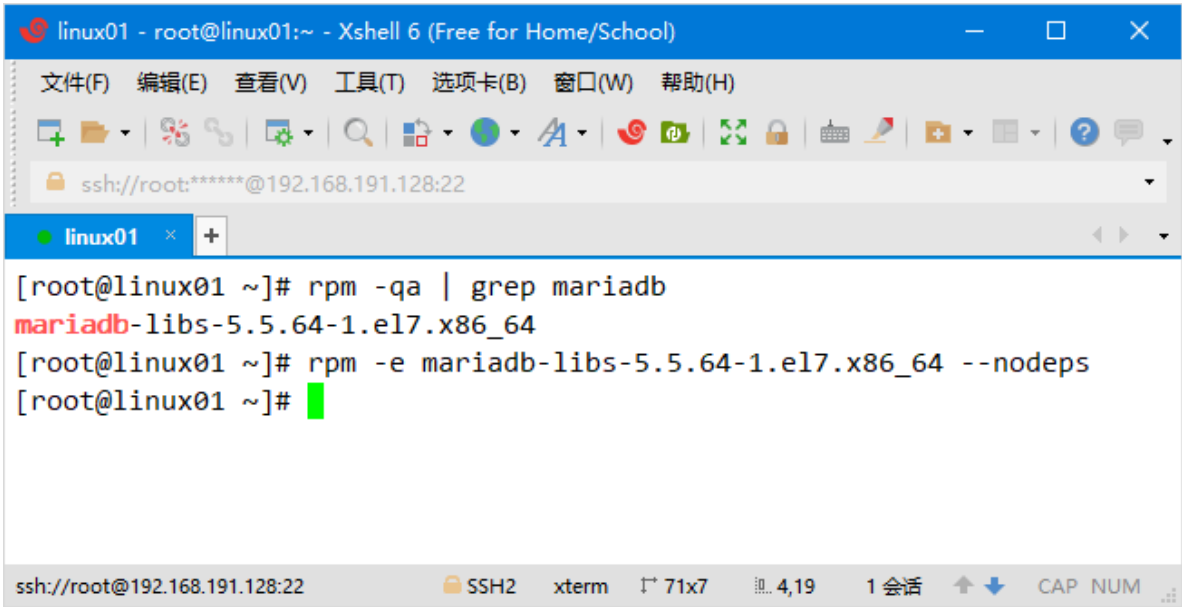 linux01 - root@linux01:~ - Xshell 6 (Free for Home/School)
文件(F) 编辑(E) 查看(V) 工具(T) 选项卡(B) 窗口(W) 帮助(H)
ssh://root:******@192.168.191.128:22
linux01 × +
[root@linux01 ~]# rpm -qa | grep mariadb
mariadb-libs-5.5.64-1.el7.x86_64
[root@linux01 ~]# rpm -e mariadb-libs-5.5.64-1.el7.x86_64 --nodeps
[root@linux01 ~]#
ssh://root@192.168.191.128:22 SSH2 xterm 71x7 4,19 1 会话 CAP NUM